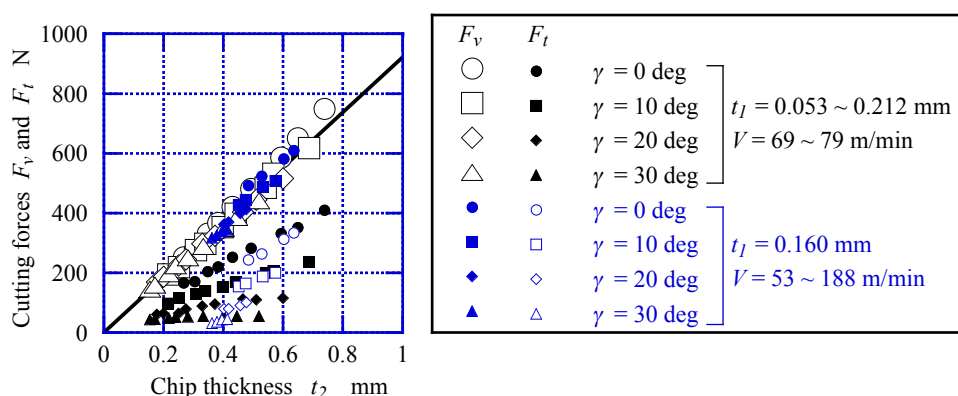 Cutting forces F_v and F_t N
1000
800
600
400
200
0
0 0.2 0.4 0.6 0.8 1
Chip thickness t_2 mm
F_v F_t
γ = 0 deg
γ = 10 deg
γ = 20 deg
γ = 30 deg
t_1 = 0.053 ~ 0.212 mm
V = 69 ~ 79 m/min
γ = 0 deg
γ = 10 deg
γ = 20 deg
γ = 30 deg
t_1 = 0.160 mm
V = 53 ~ 188 m/min